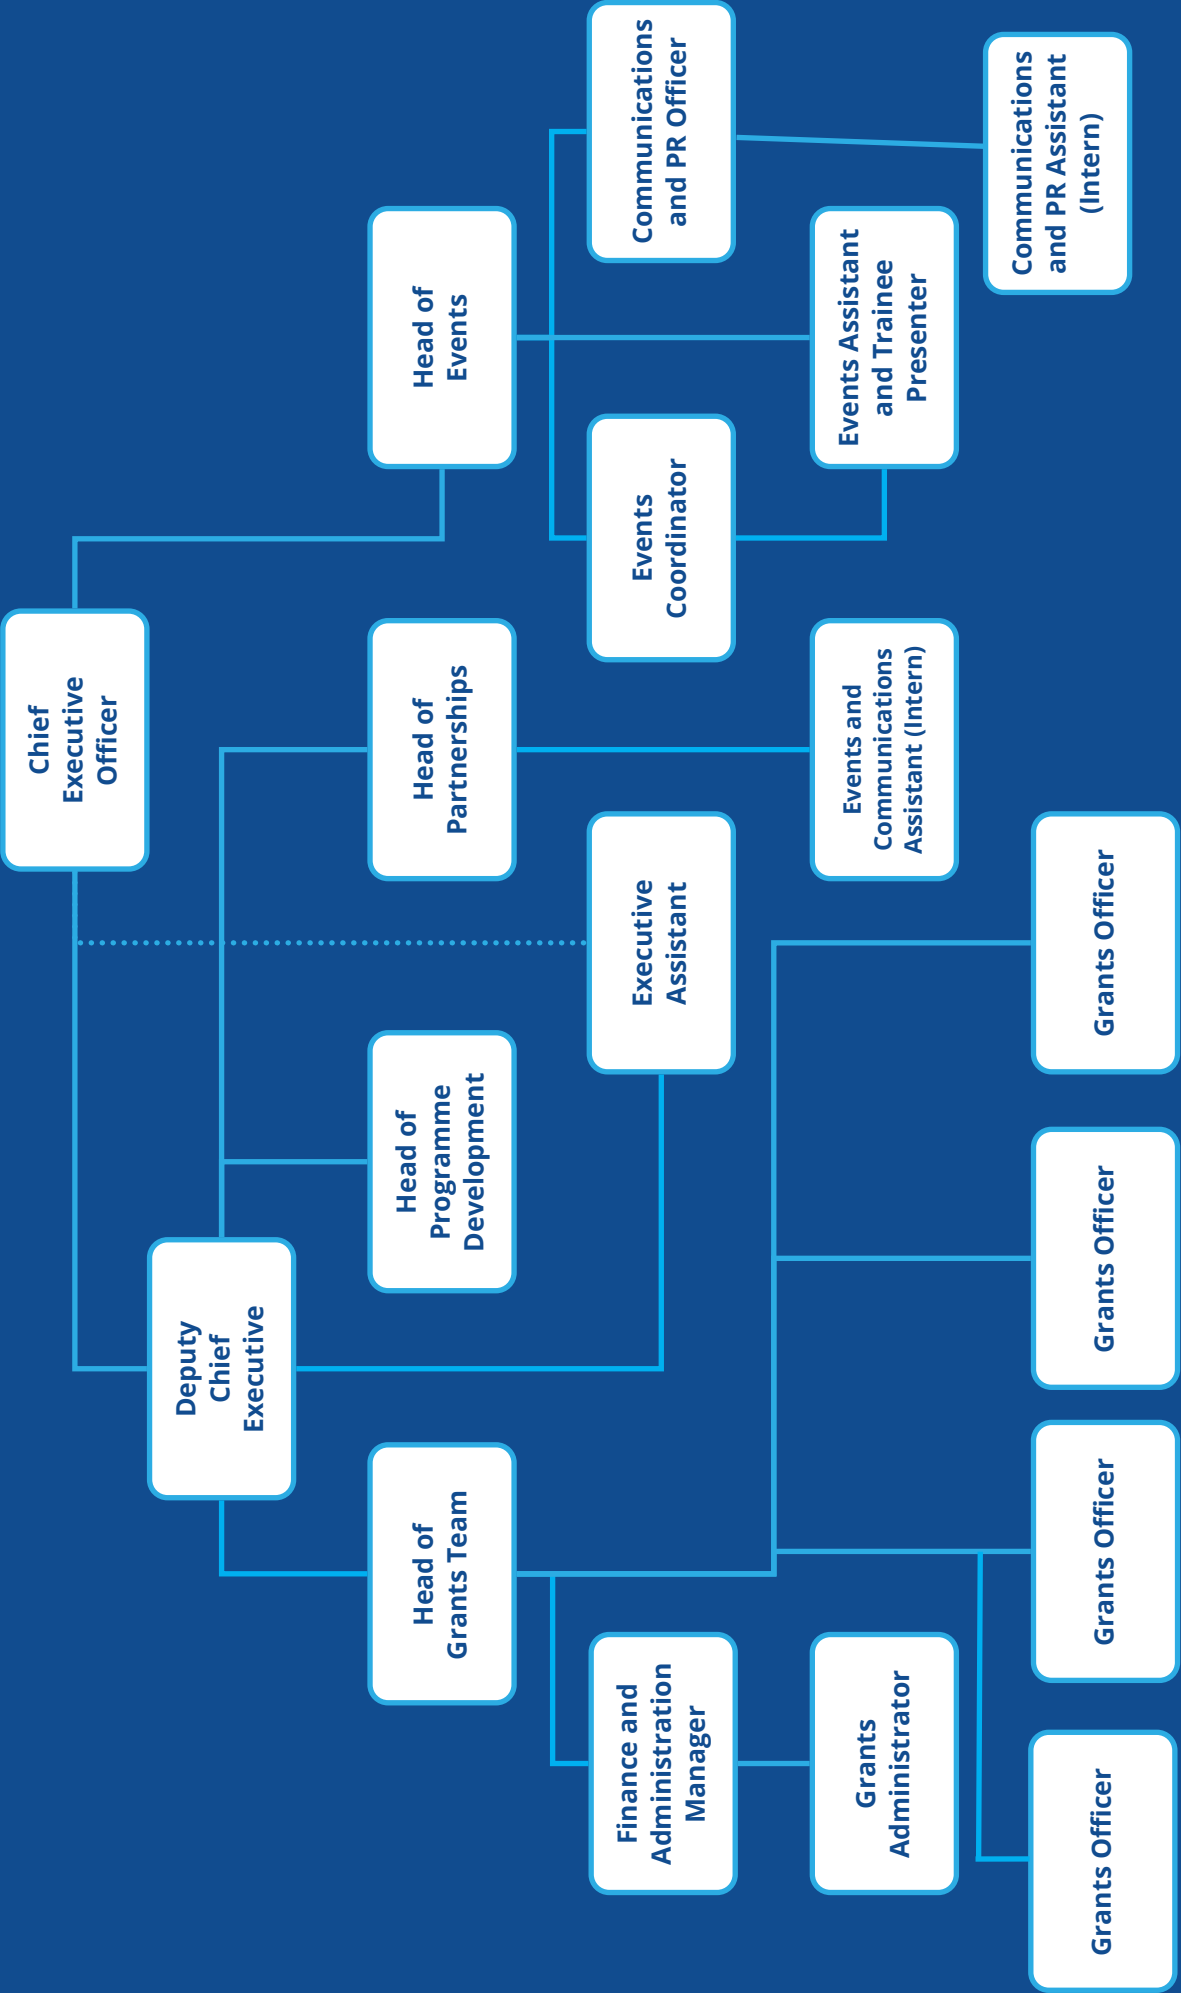 Chief
Executive
Officer
Deputy
Chief
Executive
Head of
Grants Team
Head of
Programme
Development
Head of
Partnerships
Head of
Events
Finance and
Administration
Manager
Executive
Assistant
Events
Coordinator
Communications
and PR Officer
Grants
Administrator
Events and
Communications
Assistant (Intern)
Events Assistant
and Trainee
Presenter
Communications
and PR Assistant
(Intern)
Grants Officer
Grants Officer
Grants Officer
Grants Officer